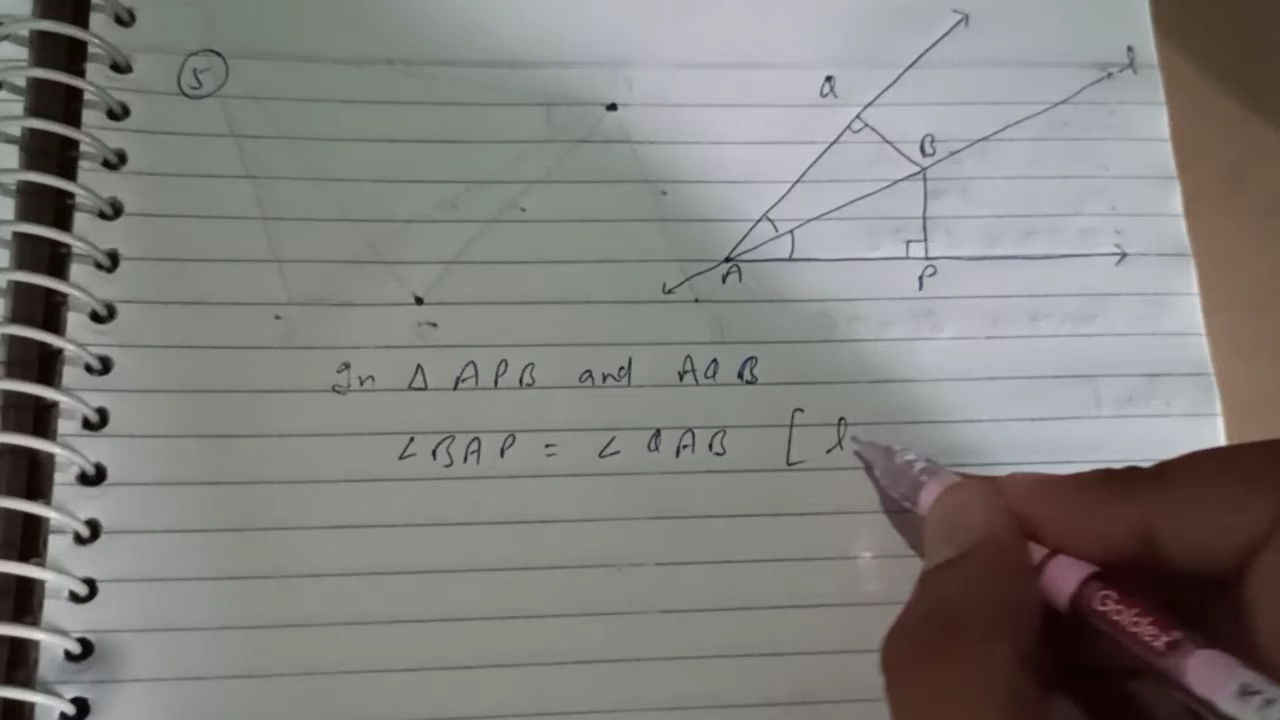 5
l
Q
B
A
P
In Δ APB and AQB
∠BAP = ∠QAB [ l
Goldex